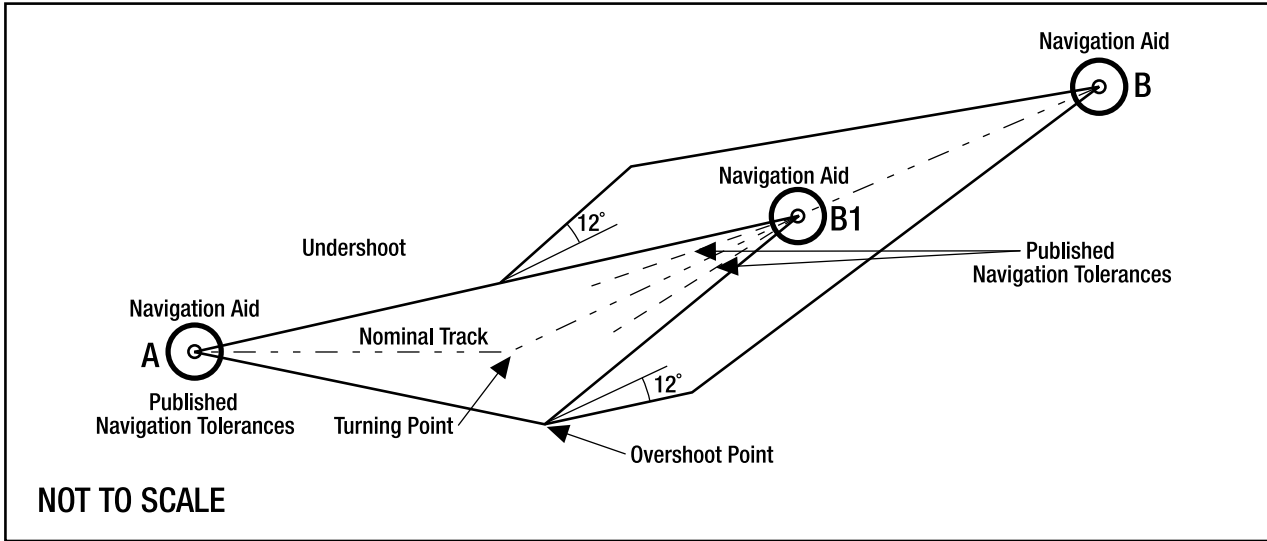 Navigation Aid
B
Navigation Aid
B1
12°
Undershoot
Published
Navigation Tolerances
Navigation Aid
A
Nominal Track
Published
Navigation Tolerances
12°
Turning Point
Overshoot Point
NOT TO SCALE